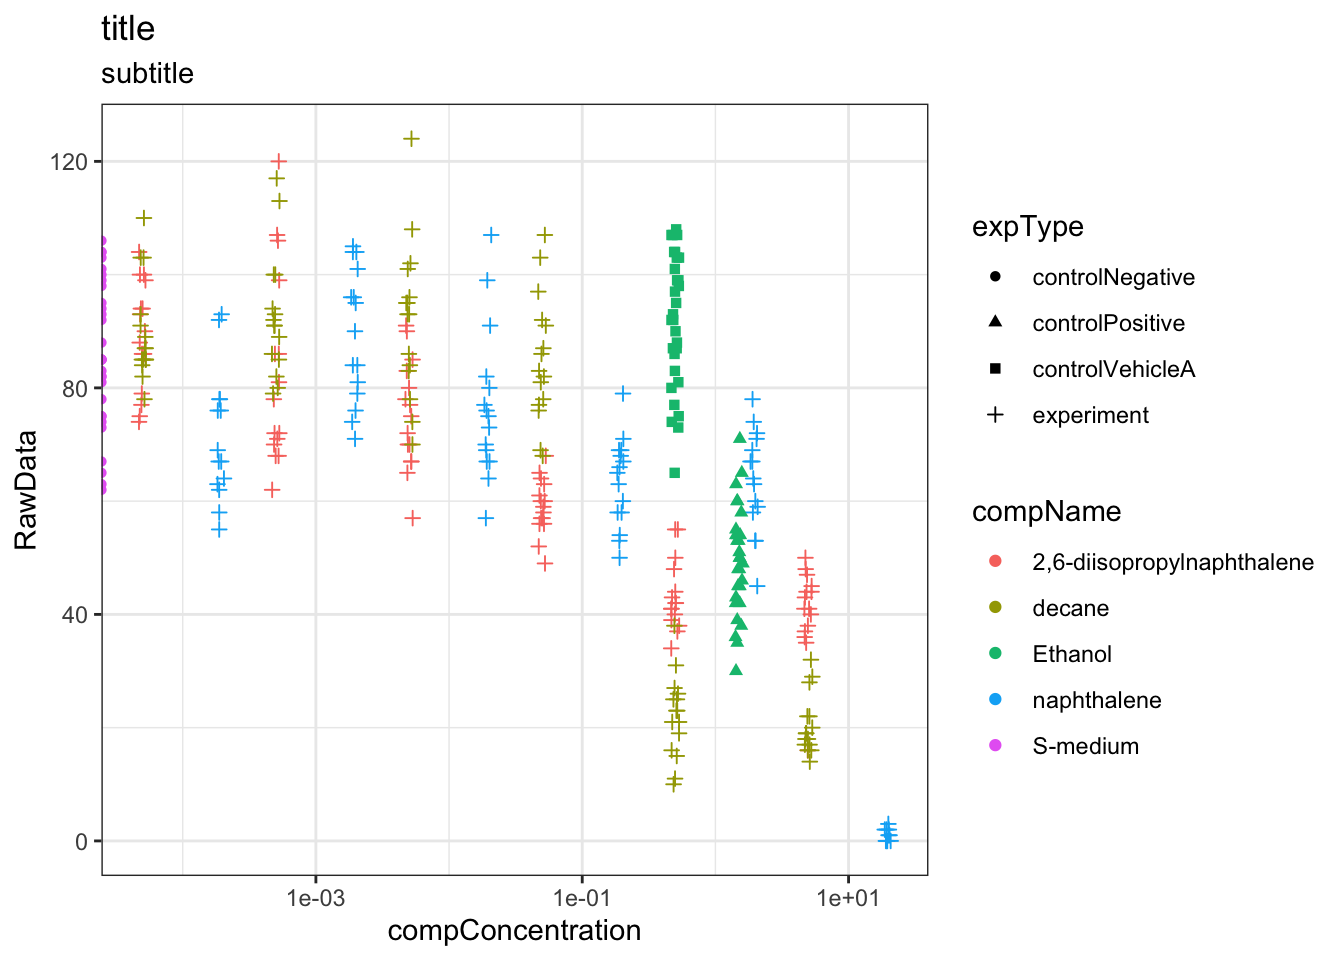 title
subtitle
120
80
40
0
RawData
1e-03
1e-01
1e+01
compConcentration
expType
controlNegative
controlPositive
controlVehicleA
experiment
compName
2,6-diisopropylnaphthalene
decane
Ethanol
naphthalene
S-medium